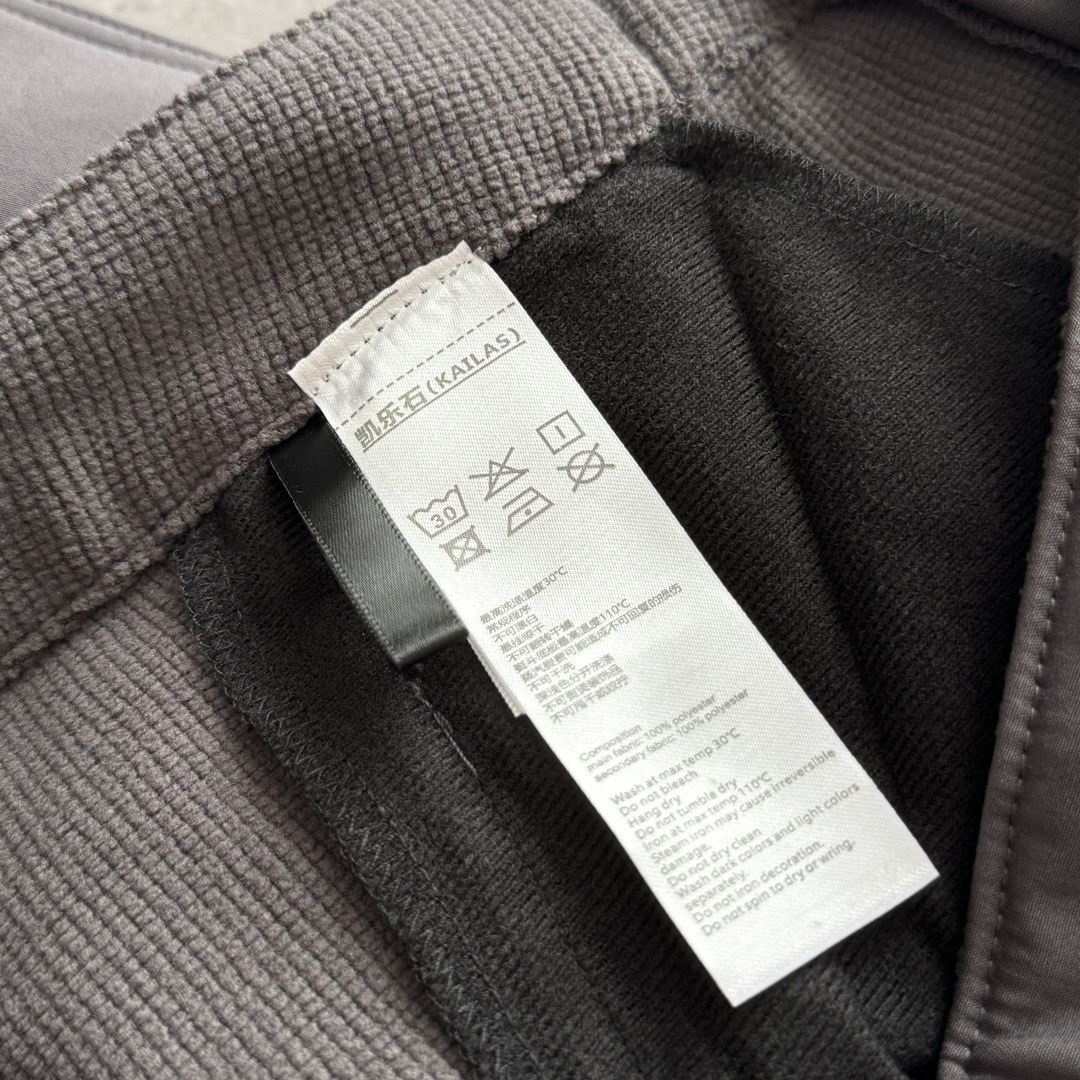 凯乐石(KAILAS)
30
最高洗涤温度30℃
常规程序
不可漂白
悬挂晾干
不可翻转干燥
熨斗底板最高温度110℃
蒸汽熨烫可能造成不可回复的损伤
不可干洗
深浅色分开洗涤
不可熨烫装饰品
不可甩干或绞拧
Composition
main fabric: 100% polyester
secondary fabric: 100% polyester
Wash at max temp 30℃
Do not bleach
Hang dry
Do not tumble dry
Iron at max temp 110℃
Steam iron may cause irreversible
damage.
Do not dry clean
Wash dark colors and light colors
separately.
Do not iron decoration.
Do not spin to dry or wring.